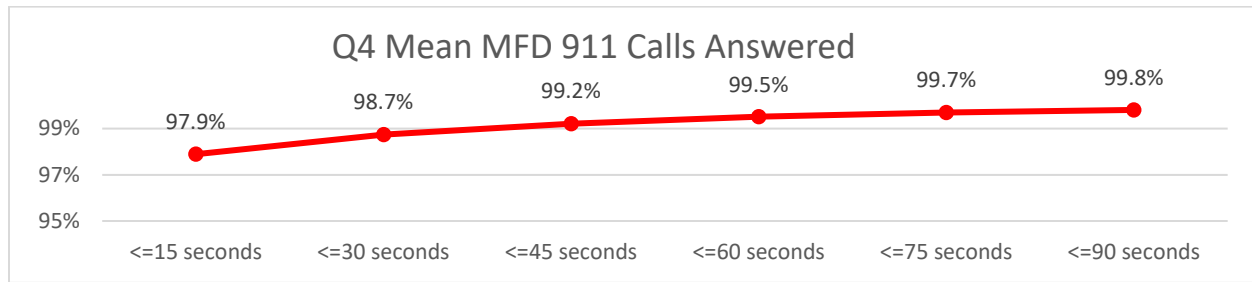 Q4 Mean MFD 911 Calls Answered
97.9%
98.7%
99.2%
99.5%
99.7%
99.8%
99%
97%
95%
<=15 seconds
<=30 seconds
<=45 seconds
<=60 seconds
<=75 seconds
<=90 seconds